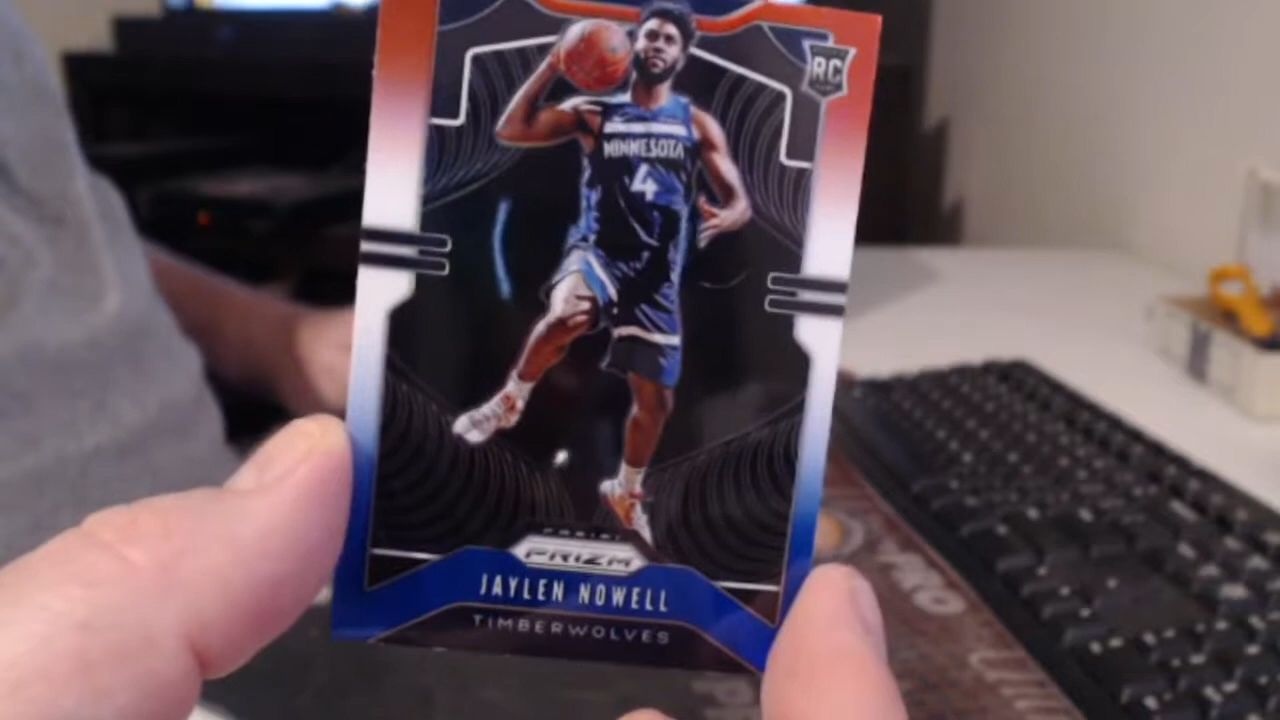 RC
MINNESOTA
4
PANINI
PRIZM
JAYLEN NOWELL
TIMBERWOLVES